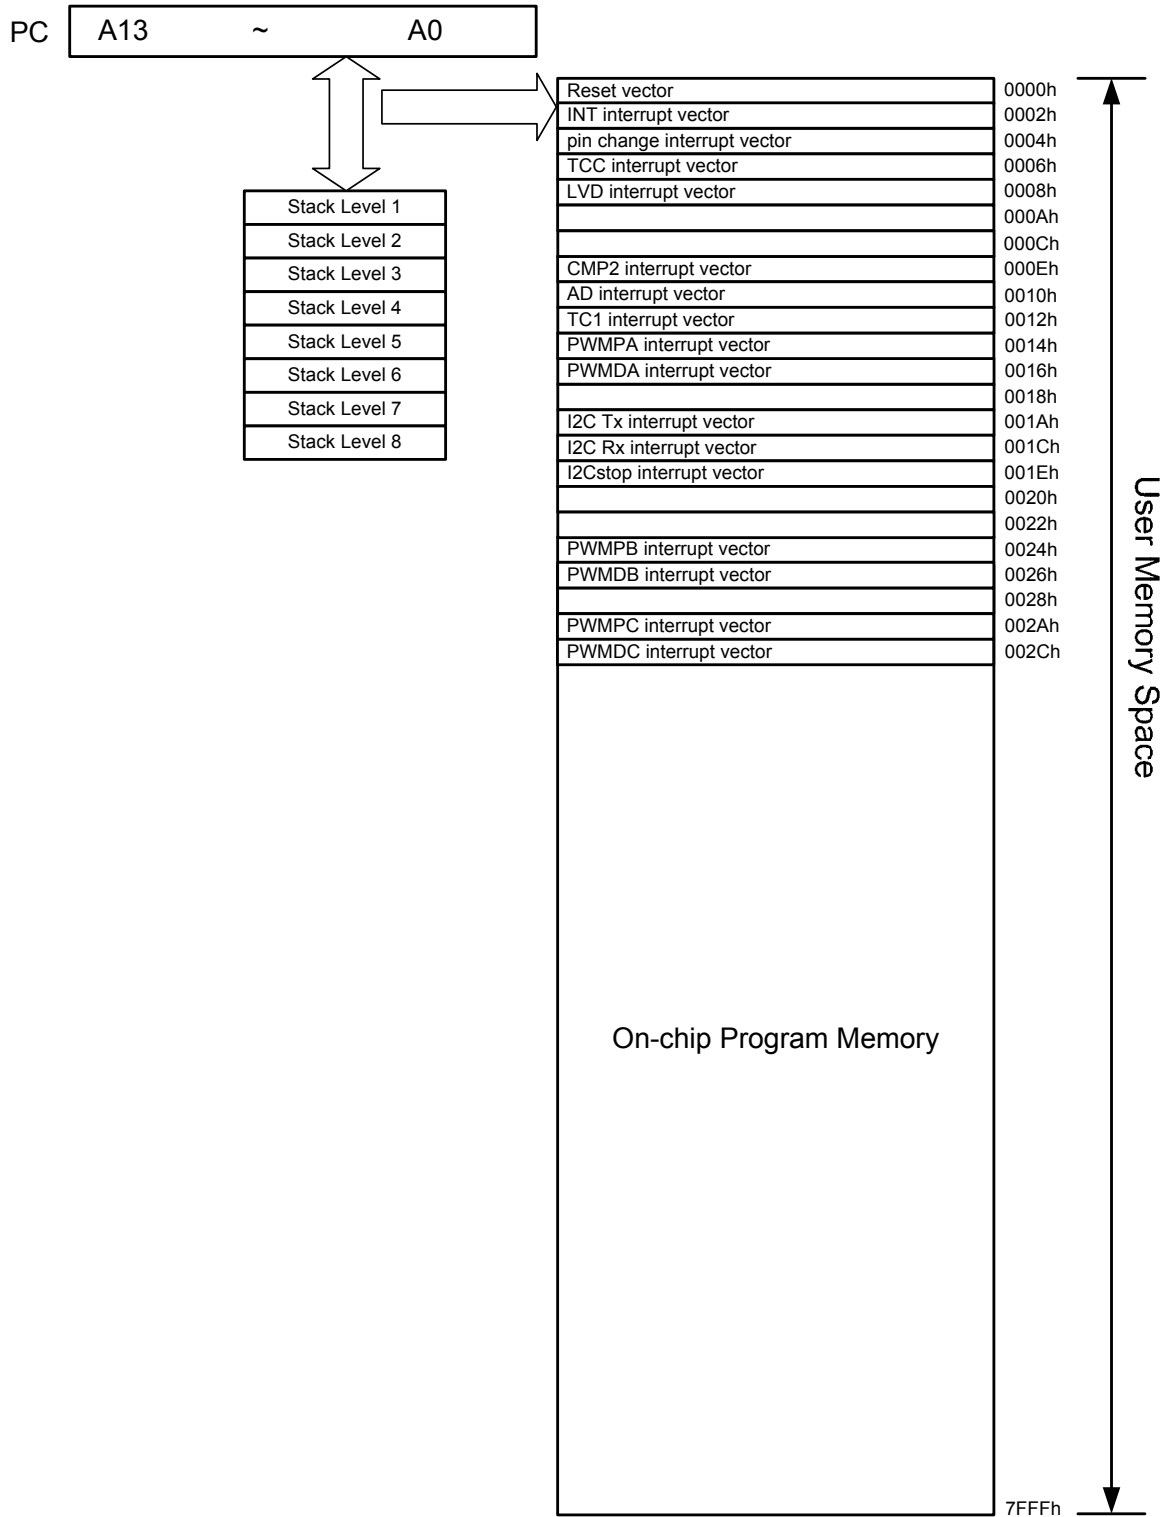 PC
A13 ~ A0
Stack Level 1
Stack Level 2
Stack Level 3
Stack Level 4
Stack Level 5
Stack Level 6
Stack Level 7
Stack Level 8
Reset vector 0000h
INT interrupt vector 0002h
pin change interrupt vector 0004h
TCC interrupt vector 0006h
LVD interrupt vector 0008h
000Ah
000Ch
CMP2 interrupt vector 000Eh
AD interrupt vector 0010h
TC1 interrupt vector 0012h
PWMPA interrupt vector 0014h
PWMDA interrupt vector 0016h
0018h
I2C Tx interrupt vector 001Ah
I2C Rx interrupt vector 001Ch
I2Cstop interrupt vector 001Eh
0020h
0022h
PWMPB interrupt vector 0024h
PWMDB interrupt vector 0026h
0028h
PWMPC interrupt vector 002Ah
PWMDC interrupt vector 002Ch
On-chip Program Memory
7FFFh
User Memory Space